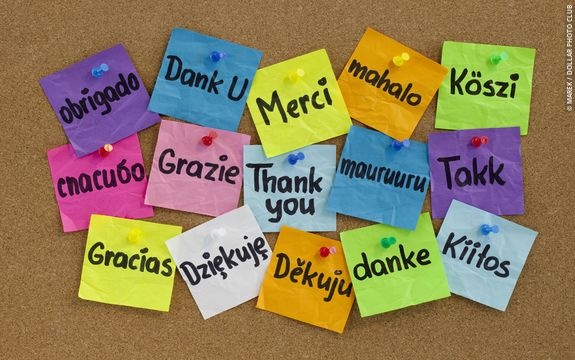 obrigado
Dank U
Merci
mahalo
Köszi
спасибо
Grazie
Thank
you
mauruuru
Takk
Gracias
Dziękuję
Děkuju
danke
Kiitos
© MAREK / DOLLAR PHOTO CLUB